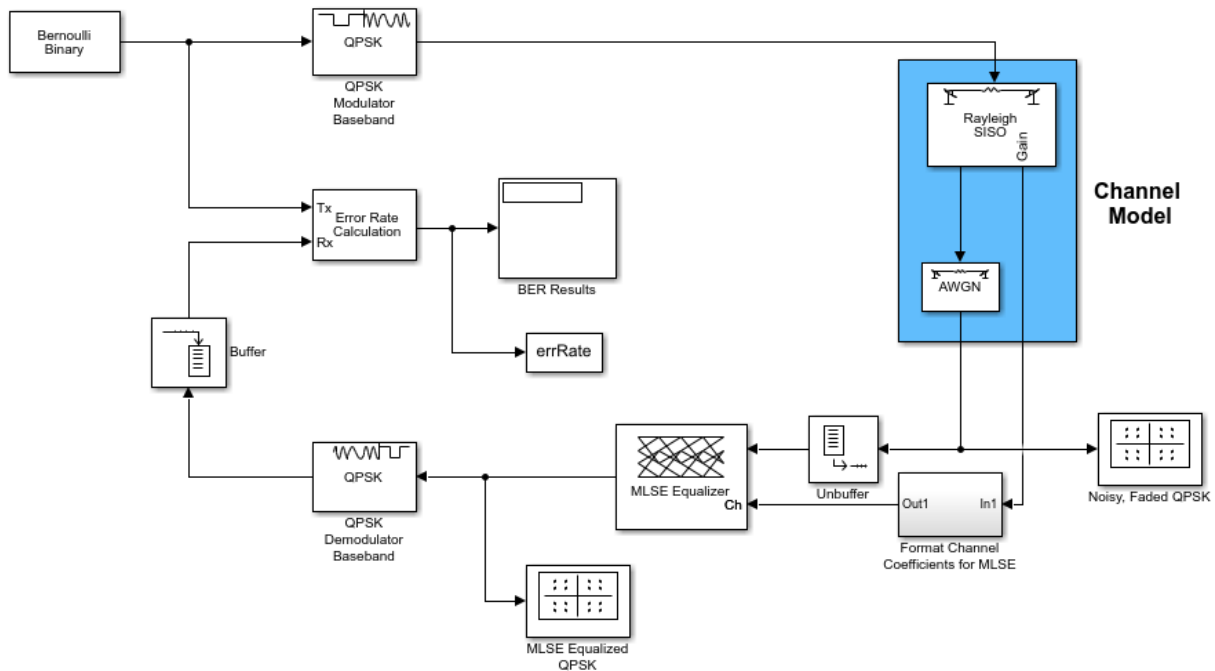 Bernoulli
Binary
QPSK
QPSK
Modulator
Baseband
Rayleigh
SISO
Gain
Channel
Model
AWGN
Tx
Rx
Error Rate
Calculation
BER Results
errRate
Buffer
QPSK
QPSK
Demodulator
Baseband
MLSE Equalizer
Ch
Unbuffer
Out1
In1
Format Channel
Coefficients for MLSE
Noisy, Faded QPSK
MLSE Equalized
QPSK